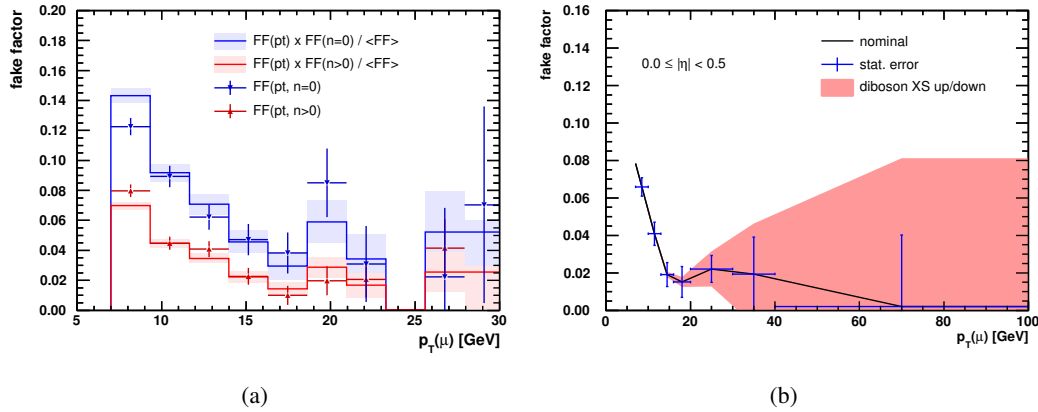 fake factor
0.20
0.18
0.16
0.14
0.12
0.10
0.08
0.06
0.04
0.02
0.00
FF(pt) x FF(n=0) / <FF>
FF(pt) x FF(n>0) / <FF>
FF(pt, n=0)
FF(pt, n>0)
5 10 15 20 25 30
p_T(μ) [GeV]
(a)
fake factor
0.16
0.14
0.12
0.10
0.08
0.06
0.04
0.02
0.00
0.0 ≤ |η| < 0.5
nominal
stat. error
diboson XS up/down
0 20 40 60 80 100
p_T(μ) [GeV]
(b)